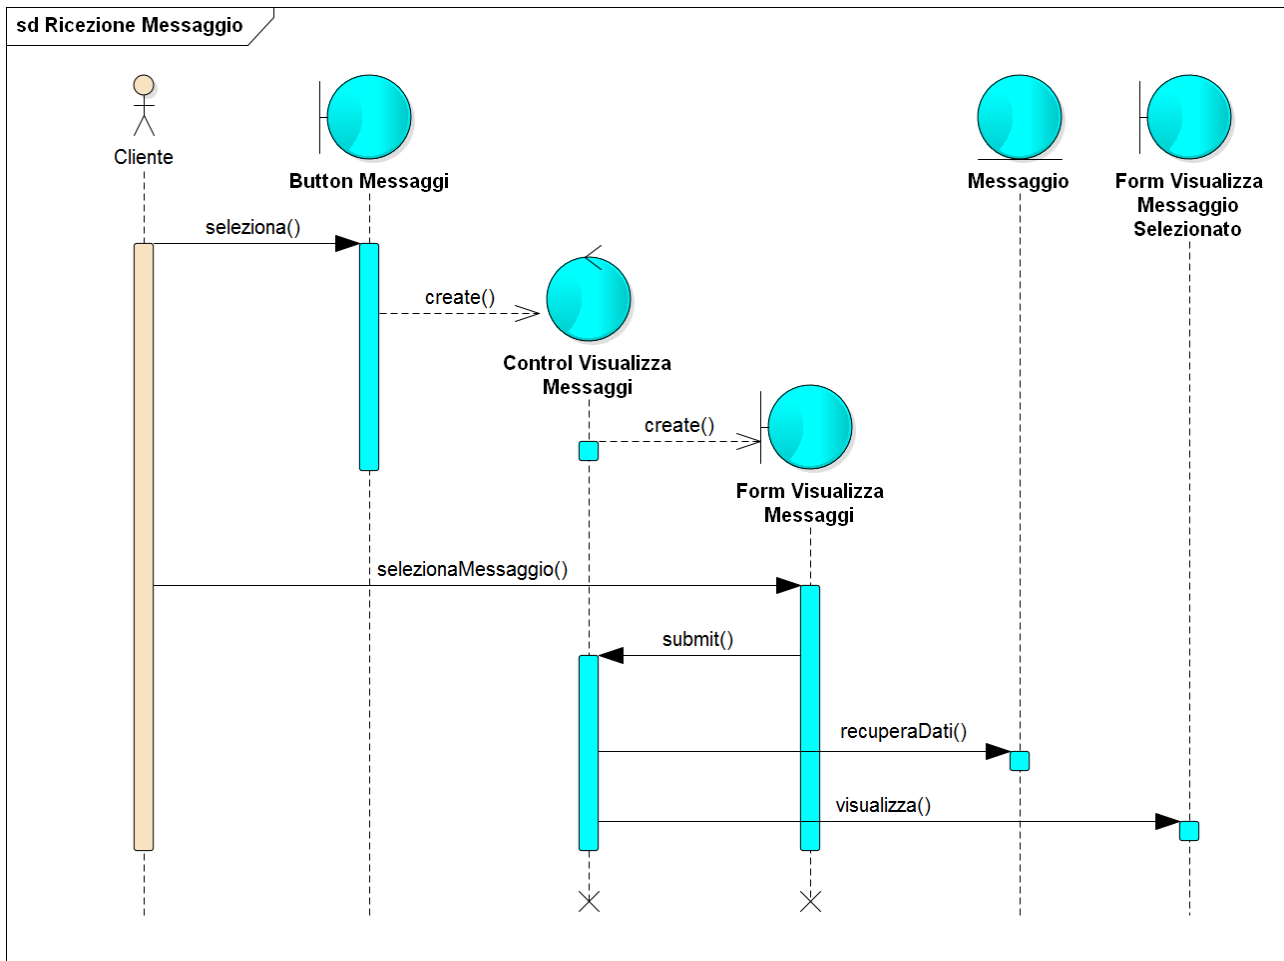 sd Ricezione Messaggio
Cliente
Button Messaggi
Messaggio
Form Visualizza
Messaggio
Selezionato
seleziona()
create()
Control Visualizza
Messaggi
create()
Form Visualizza
Messaggi
selezionaMessaggio()
submit()
recuperaDati()
visualizza()